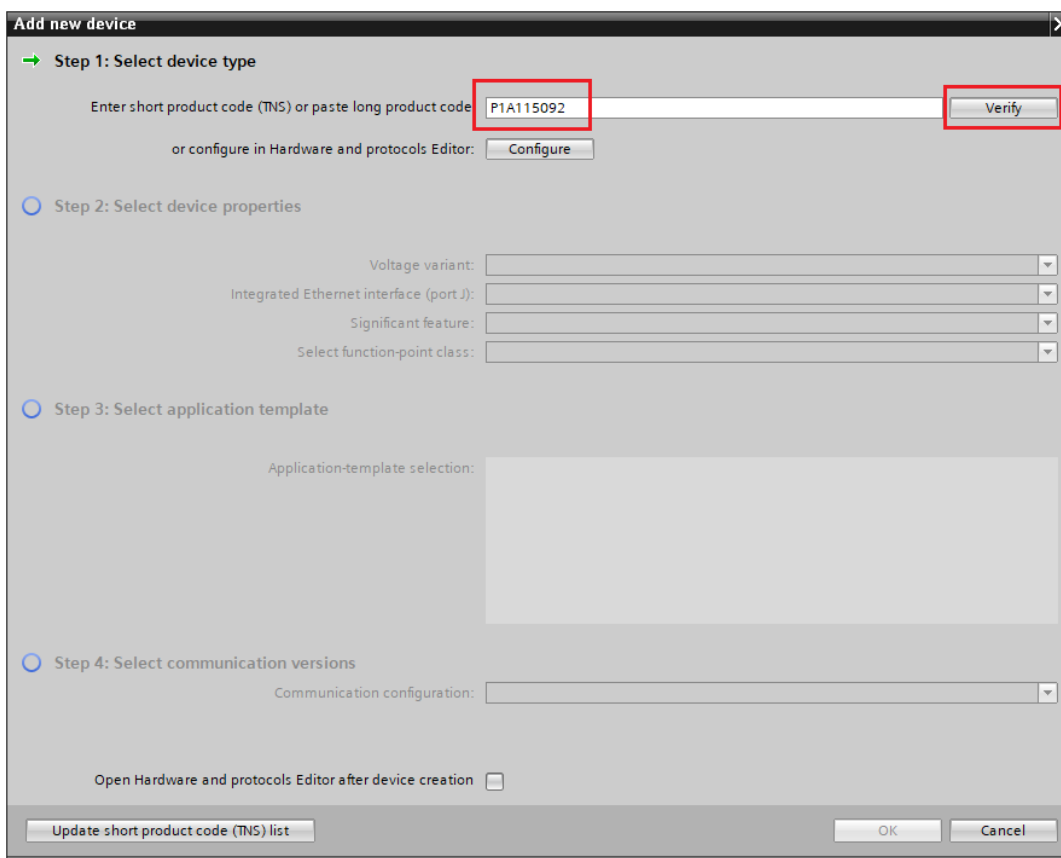 Add new device
Step 1: Select device type
Enter short product code (TNS) or paste long product code P1A115092 Verify
or configure in Hardware and protocols Editor: Configure
Step 2: Select device properties
Voltage variant:
Integrated Ethernet interface (port J):
Significant feature:
Select function-point class:
Step 3: Select application template
Application-template selection:
Step 4: Select communication versions
Communication configuration:
Open Hardware and protocols Editor after device creation
Update short product code (TNS) list OK Cancel